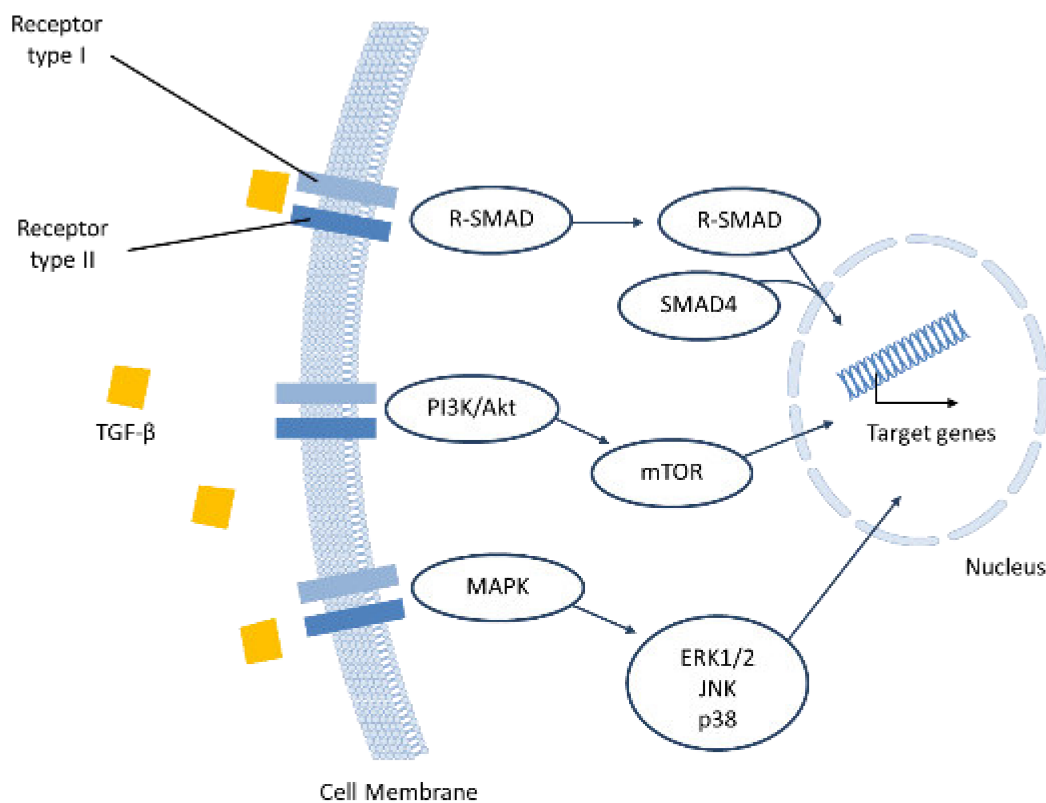 Receptor
type I
R-SMAD
R-SMAD
Receptor
type II
SMAD4
PI3K/Akt
TGF-β
Target genes
mTOR
Nucleus
MAPK
ERK1/2
JNK
p38
Cell Membrane